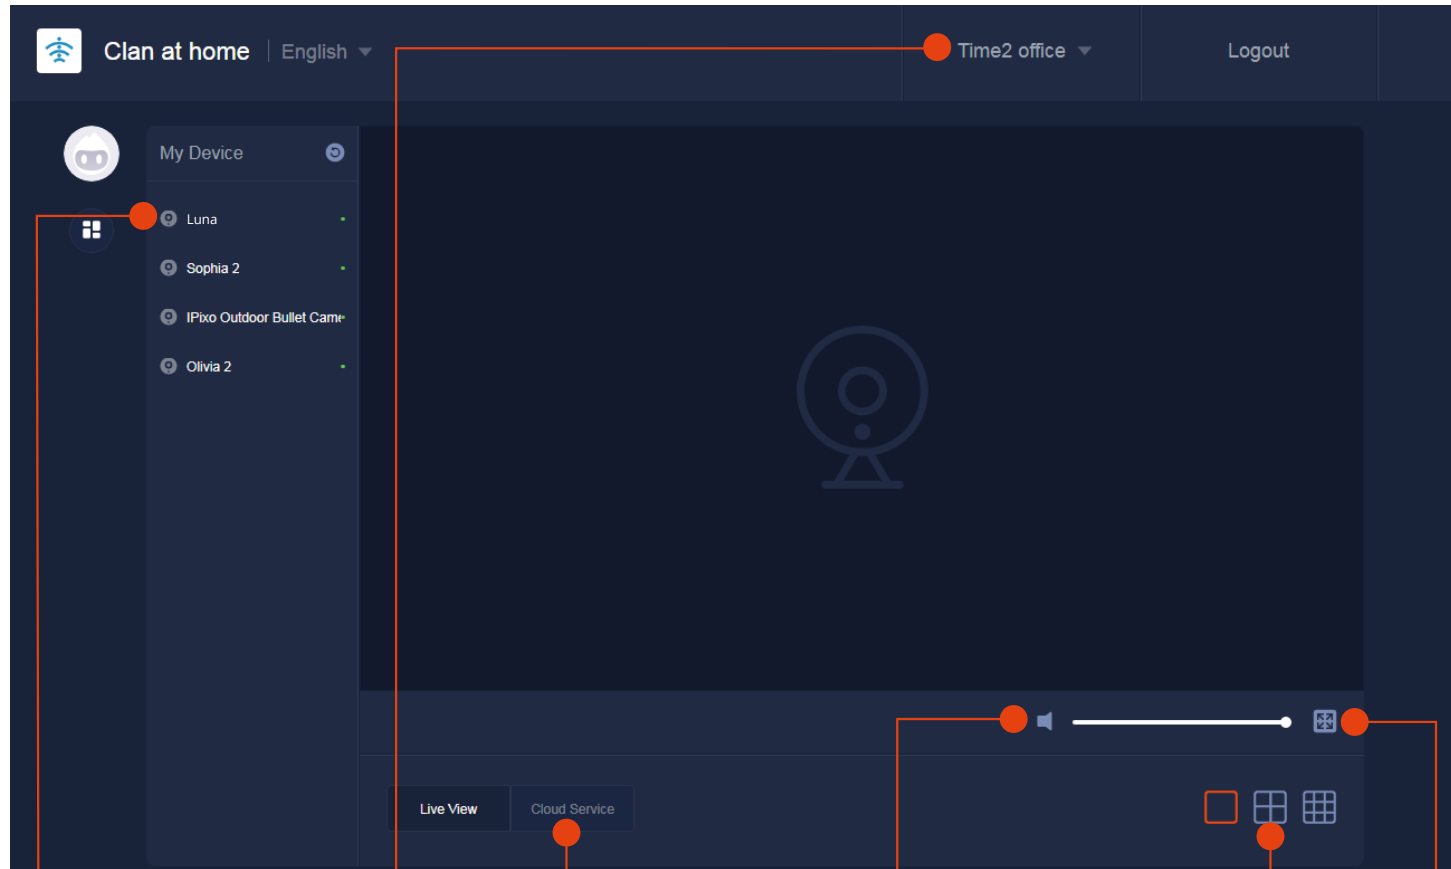 Clan at home
English
Time2 office
Logout
My Device
Luna
Sophia 2
IPixo Outdoor Bullet Came
Olivia 2
Live View
Cloud Service